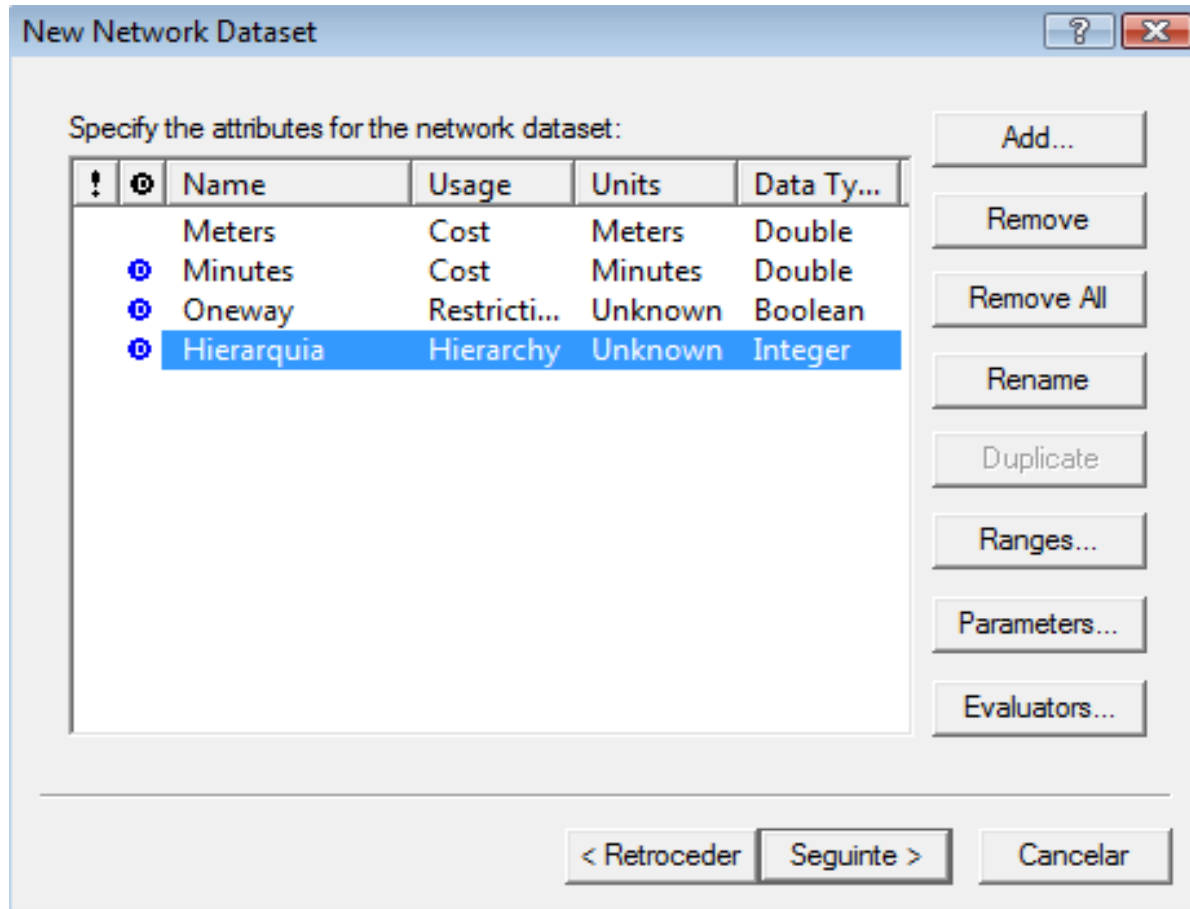 New Network Dataset
Specify the attributes for the network dataset:
! D Name Usage Units Data Ty...
Meters Cost Meters Double
D Minutes Cost Minutes Double
D Oneway Restricti... Unknown Boolean
D Hierarquia Hierarchy Unknown Integer
Add...
Remove
Remove All
Rename
Duplicate
Ranges...
Parameters...
Evaluators...
< Retroceder Seguinte > Cancelar